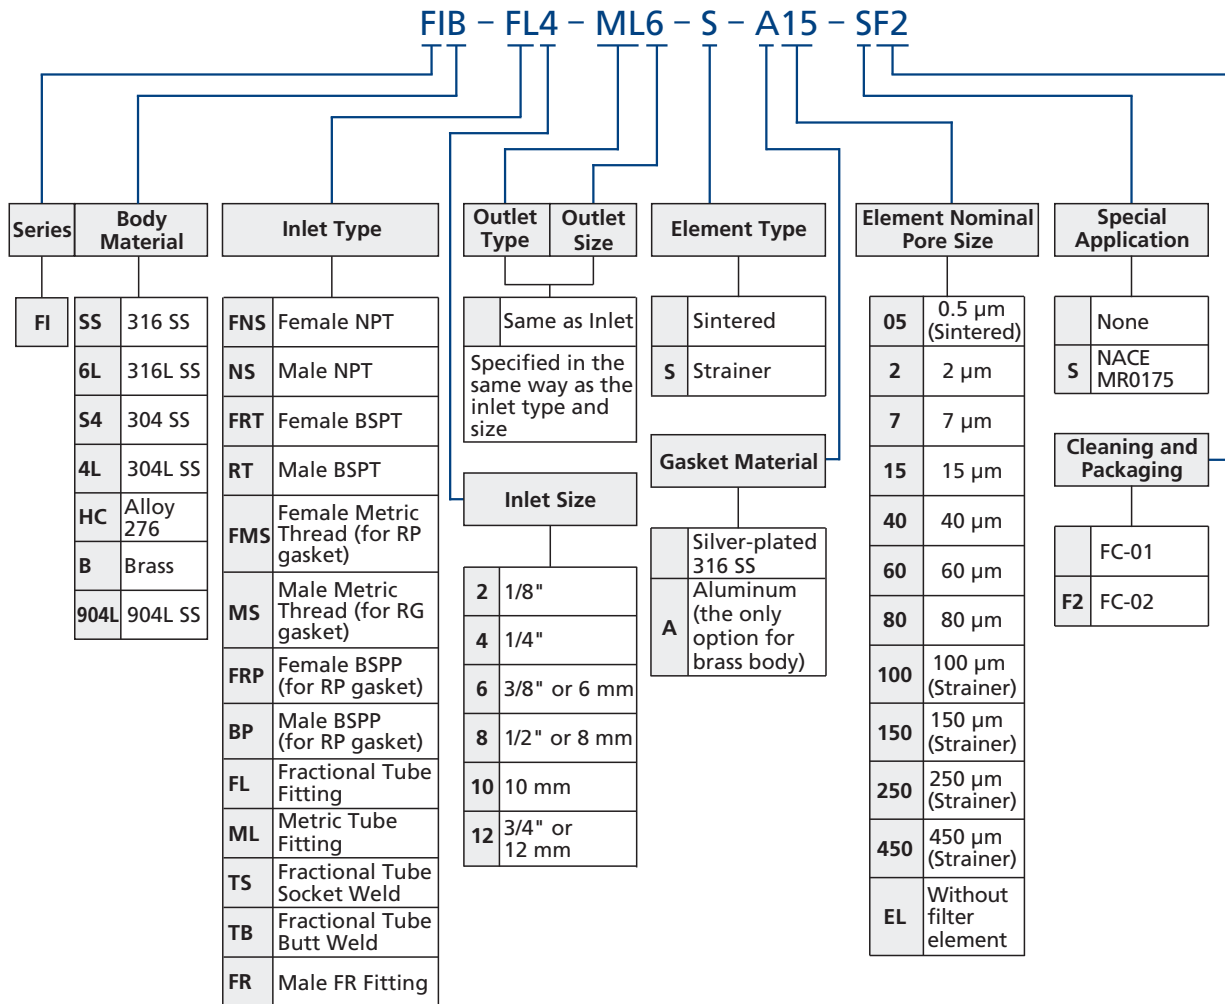 FIB – FL4 – ML6 – S – A15 – SF2
Series
Body
Material
Inlet Type
Outlet
Type
Outlet
Size
Element Type
Element Nominal
Pore Size
Special
Application
FI
SS 316 SS
6L 316L SS
S4 304 SS
4L 304L SS
HC Alloy
276
B Brass
904L 904L SS
FNS Female NPT
NS Male NPT
FRT Female BSPT
RT Male BSPT
FMS Female Metric
Thread (for RP
gasket)
MS Male Metric
Thread (for RG
gasket)
FRP Female BSPP
(for RP gasket)
BP Male BSPP
(for RP gasket)
FL Fractional Tube
Fitting
ML Metric Tube
Fitting
TS Fractional Tube
Socket Weld
TB Fractional Tube
Butt Weld
FR Male FR Fitting
Same as Inlet
Specified in the
same way as the
inlet type and
size
Inlet Size
2 1/8"
4 1/4"
6 3/8" or 6 mm
8 1/2" or 8 mm
10 10 mm
12 3/4" or
12 mm
Sintered
S Strainer
Gasket Material
Silver-plated
316 SS
A Aluminum
(the only
option for
brass body)
05 0.5 µm
(Sintered)
2 2 µm
7 7 µm
15 15 µm
40 40 µm
60 60 µm
80 80 µm
100 100 µm
(Strainer)
150 150 µm
(Strainer)
250 250 µm
(Strainer)
450 450 µm
(Strainer)
EL Without
filter
element
None
S NACE
MR0175
Cleaning and
Packaging
FC-01
F2 FC-02